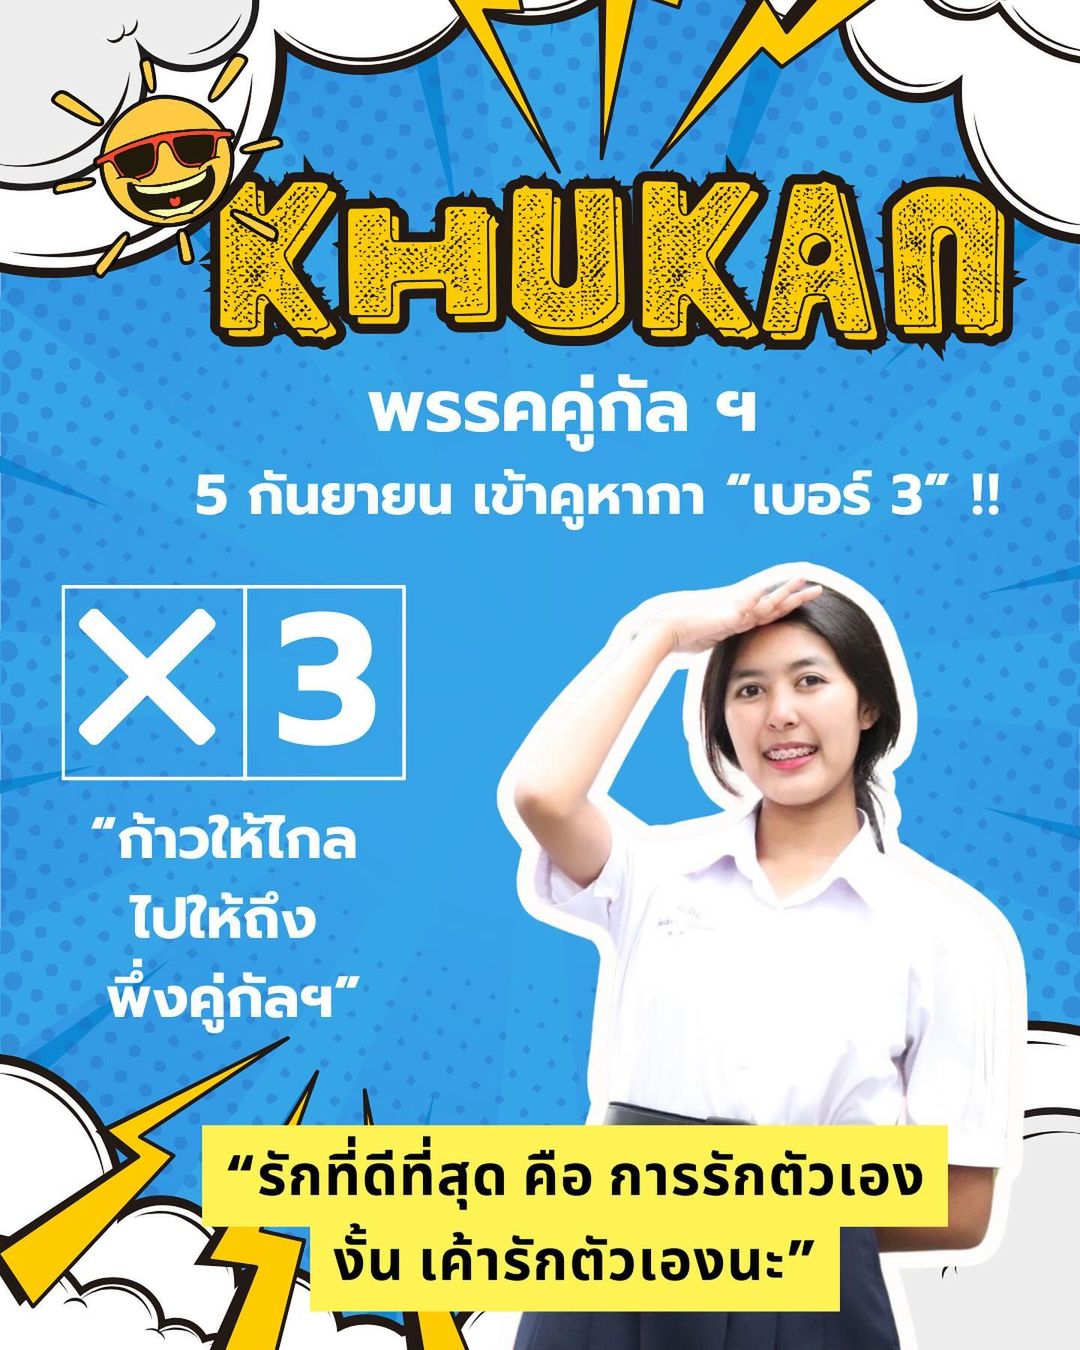 KHUKAN
พรรคคู่กัล ฯ
5 กันยายน เข้าคูหากา “เบอร์ 3” !!
X 3
“ก้าวให้ไกล
ไปให้ถึง
พึ่งคู่กัลฯ”
“รักที่ดีที่สุด คือ การรักตัวเอง
งั้น เค้ารักตัวเองนะ”